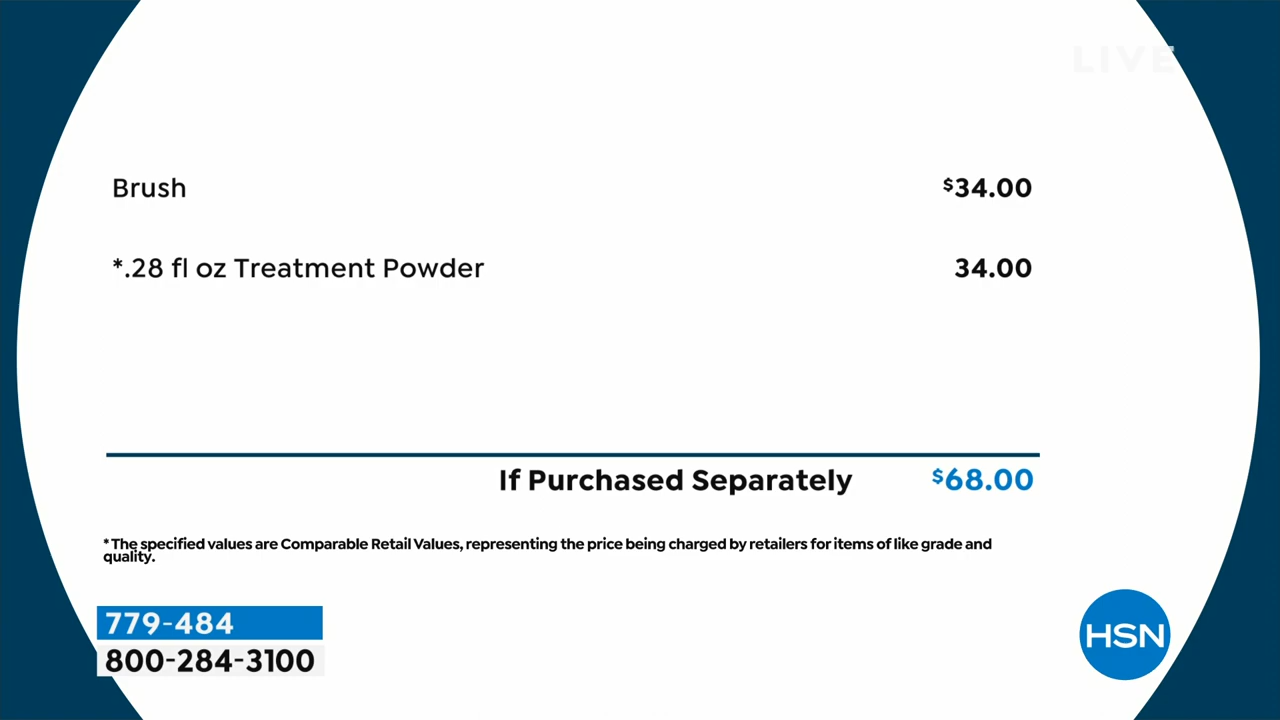 LIVE
Brush $34.00
*.28 fl oz Treatment Powder 34.00
If Purchased Separately $68.00
*The specified values are Comparable Retail Values, representing the price being charged by retailers for items of like grade and
quality.
779-484
800-284-3100
HSN